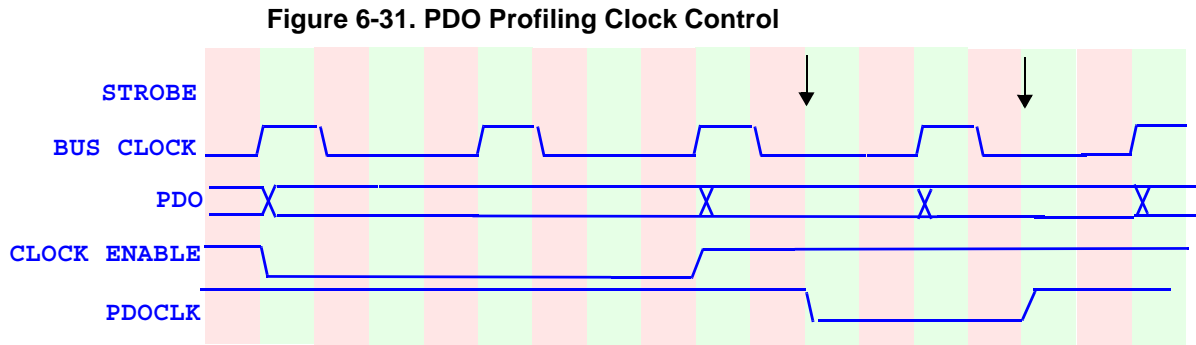 Figure 6-31. PDO Profiling Clock Control
STROBE
BUS CLOCK
PDO
CLOCK ENABLE
PDOCLK